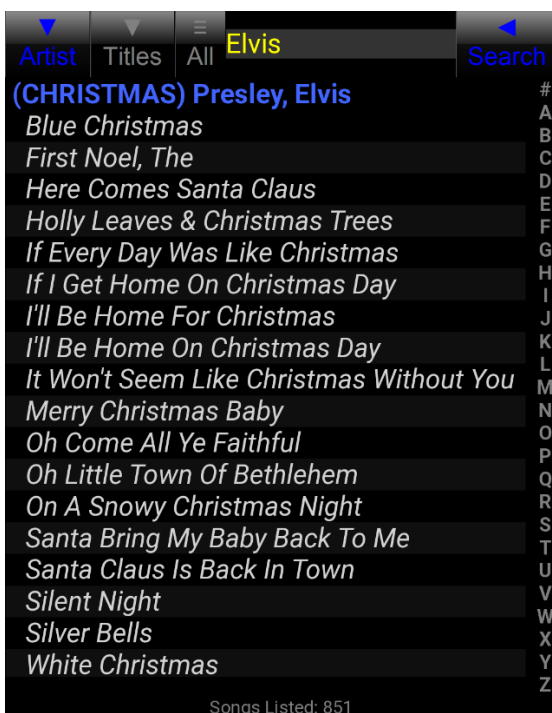 ▼ ▼ ☰ Elvis ◀
Artist Titles All Search
(CHRISTMAS) Presley, Elvis
Blue Christmas
First Noel, The
Here Comes Santa Claus
Holly Leaves & Christmas Trees
If Every Day Was Like Christmas
If I Get Home On Christmas Day
I'll Be Home For Christmas
I'll Be Home On Christmas Day
It Won't Seem Like Christmas Without You
Merry Christmas Baby
Oh Come All Ye Faithful
Oh Little Town Of Bethlehem
On A Snowy Christmas Night
Santa Bring My Baby Back To Me
Santa Claus Is Back In Town
Silent Night
Silver Bells
White Christmas
Songs Listed: 851
#
A
B
C
D
E
F
G
H
I
J
K
L
M
N
O
P
Q
R
S
T
U
V
W
X
Y
Z